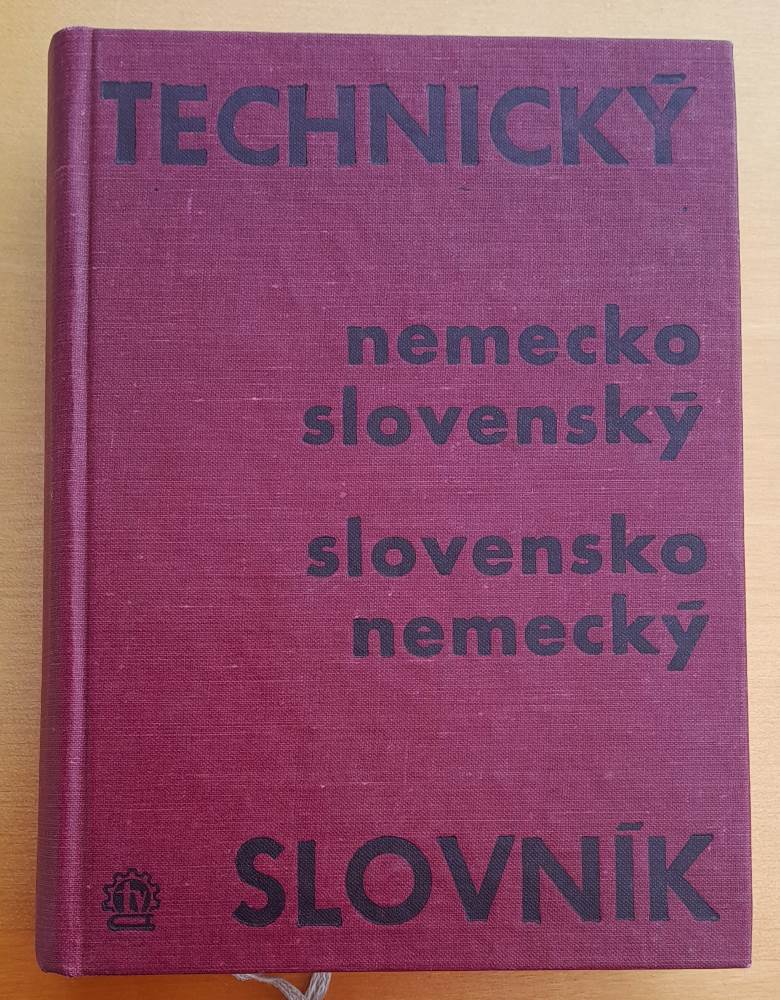 TECHNICKÝ
nemecko
slovenský
slovensko
nemecký
SLOVNÍK